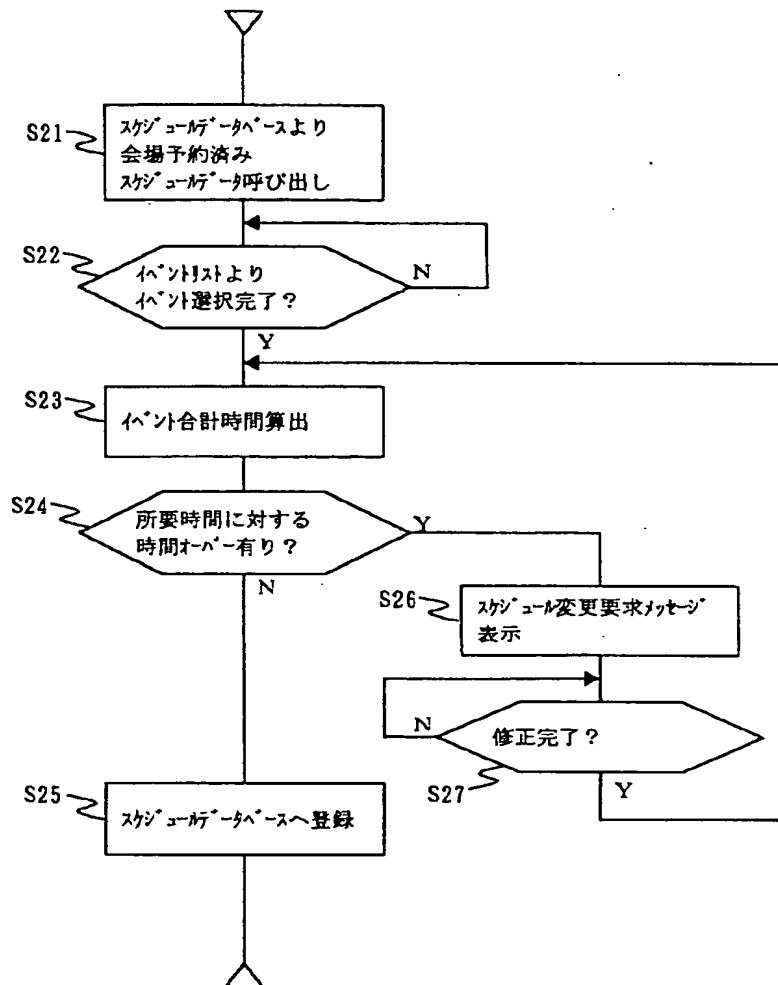 S21
スケジュールデータベースより
会場予約済み
スケジュールデータ呼び出し
S22
イベントリストより
イベント選択完了?
N
Y
S23
イベント合計時間算出
S24
所要時間に対する
時間オーバー有り?
Y
N
S26
スケジュール変更要求メッセージ
表示
N
修正完了?
S27
Y
S25
スケジュールデータベースへ登録